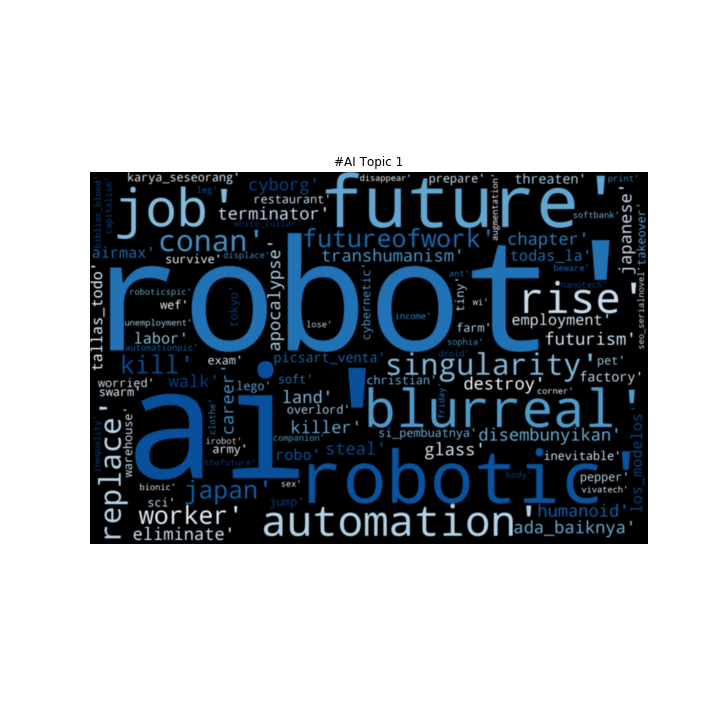 #AI Topic 1
karya_seseorang'
disappear'
prepare'
threaten'
print'
biblios_blood'
capitalism'
leg'
cyborg'
future'
augmentation'
job'
restaurant'
terminator'
softbank'
japanese'
takeover'
white_collar'
conan'
futureofwork'
chapter'
airmax'
survive'
displace'
transhumanism'
todas_la'
robot'
apocalypse'
cybernetic'
ant'
beware'
tallas_todo'
roboticspic'
tokyo'
tiny'
wi'
nanotech'
rise'
seo_serialnovel'
wef'
income'
unemployment'
lose'
farm'
employment'
labor'
sophia'
futurism'
automationpic'
droid'
kill'
exam'
picsart_venta'
singularity'
pet'
factory'
worried'
walk'
career'
lego'
soft'
christian'
destroy'
corner'
swarm'
ai'
land'
blurreal'
overlord'
friday'
replace'
warehouse'
clothe'
killer'
si_pembuatnya'
disembunyikan'
los_modelos'
inequality'
irobot'
companion'
army'
robo'
steal'
glass'
inevitable'
thefuture'
robotic'
body'
pepper'
bionic'
japan'
sex'
vivatech'
sci'
jump'
worker'
automation'
humanoid'
eliminate'
ada_baiknya'